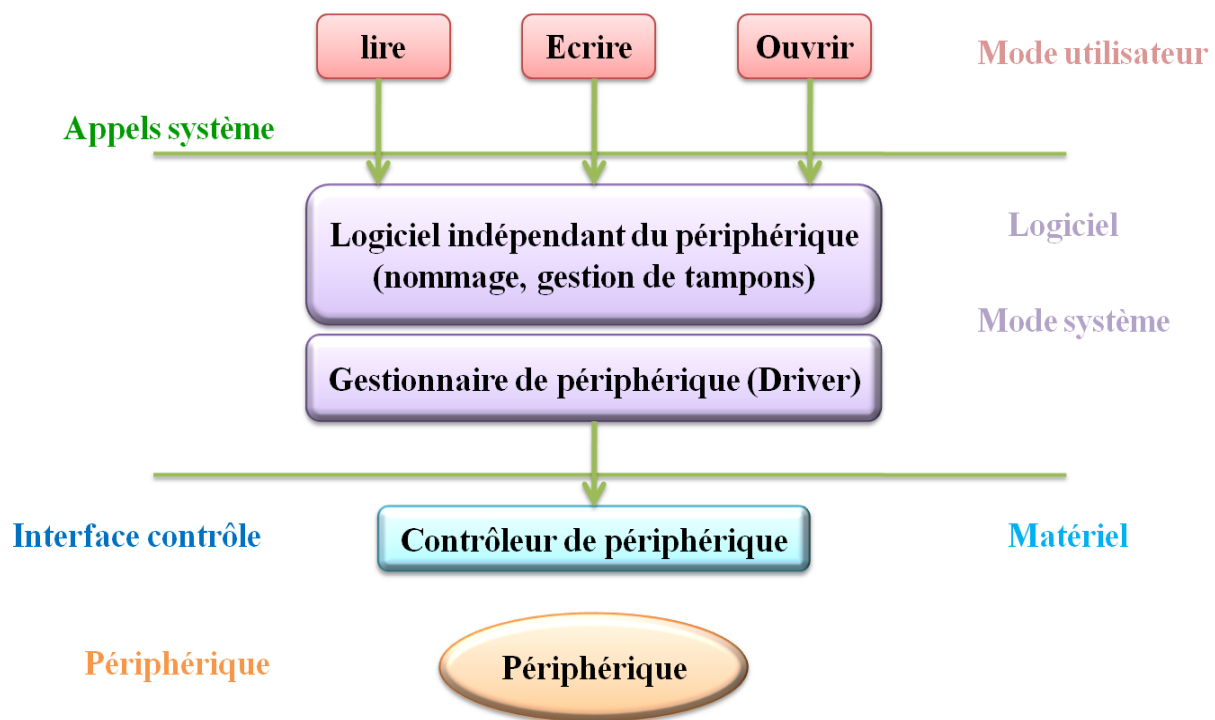 lire
Ecrire
Ouvrir
Mode utilisateur
Appels système
Logiciel indépendant du périphérique
(nommage, gestion de tampons)
Logiciel
Mode système
Gestionnaire de périphérique (Driver)
Interface contrôle
Contrôleur de périphérique
Matériel
Périphérique
Périphérique